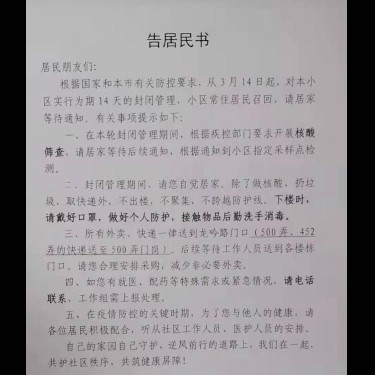 告居民书
居民朋友们:
根据国家和本市有关防控要求，从 3 月 14 日起，对本小
区实行为期 14 天的封闭管理，小区常住居民召回，请居家
等待通知。有关事项提示如下：
一、在本轮封闭管理期间，根据疾控部门要求开展核酸
筛查，请居家等待后续通知，根据通知到小区指定采样点检
测。
二、封闭管理期间，请您自觉居家。除了做核酸、扔垃
圾、取快递外，不出楼，不聚集，不跨越防护线。下楼时，
请戴好口罩，做好个人防护，接触物品后勤洗手消毒。
三、所有外卖、快递一律送到龙吟路门口（500 弄、452
弄的快递送至 500 弄门岗），后续等待工作人员送到各楼栋
门口。请您合理安排采购，减少非必要外卖。
四、如您有就医、配药等特殊需求或紧急情况，请电话
联系，工作组需上报处理。
五、在疫情防控的关键时期，为了您与他人的健康，请
各位居民积极配合，听从社区工作人员，医护人员的安排。
自己的家园自己守护，逆风前行的道路上，我们在一起，
共护社区秩序，共筑健康屏障！